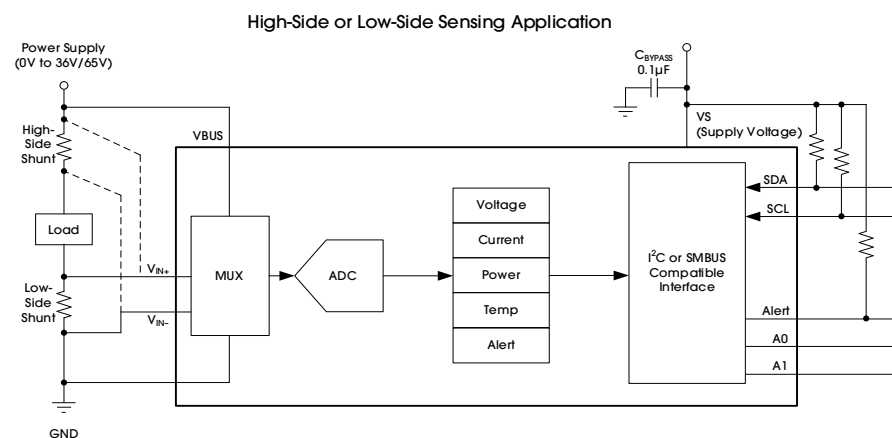 High-Side or Low-Side Sensing Application
Power Supply
(0V to 36V/65V)
C_BYPASS
0.1µF
VS
(Supply Voltage)
High-
Side
Shunt
VBUS
Load
Low-
Side
Shunt
V_IN+
V_IN−
MUX
ADC
Voltage
Current
Power
Temp
Alert
I²C or SMBUS
Compatible
Interface
SDA
SCL
Alert
A0
A1
GND